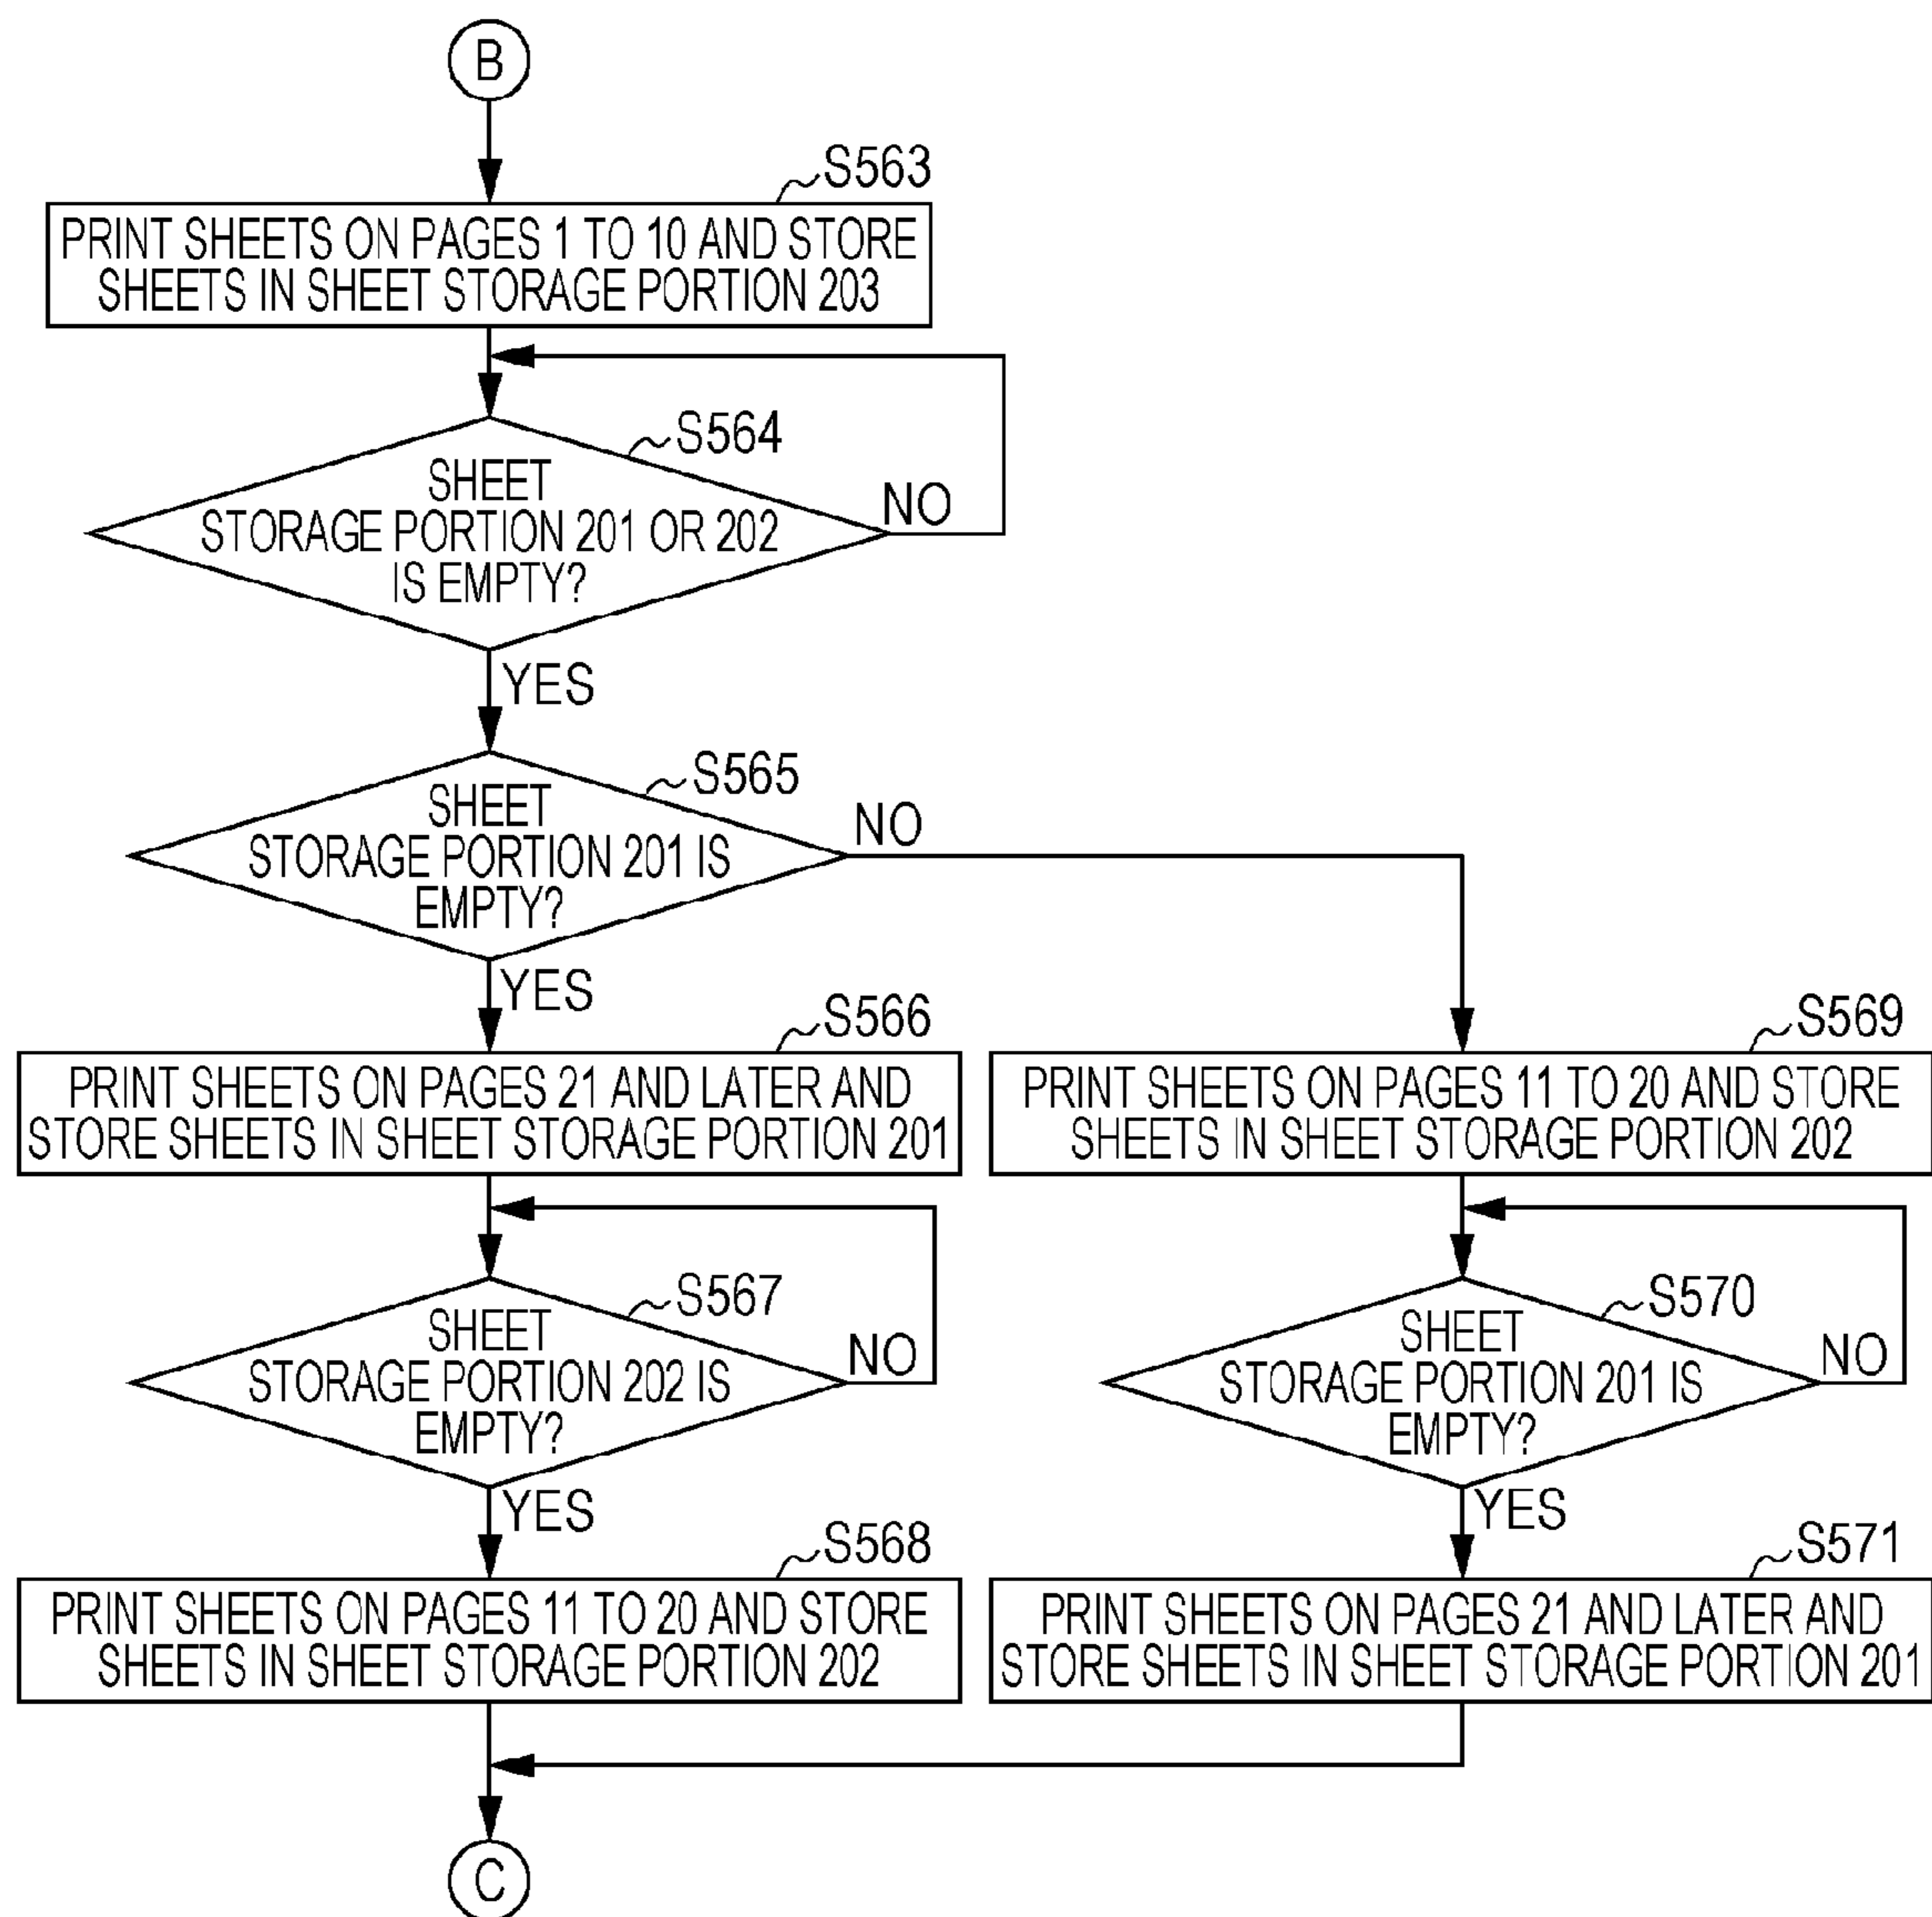 B
S563
PRINT SHEETS ON PAGES 1 TO 10 AND STORE
SHEETS IN SHEET STORAGE PORTION 203
S564
SHEET
STORAGE PORTION 201 OR 202
IS EMPTY?
NO
YES
S565
SHEET
STORAGE PORTION 201 IS
EMPTY?
NO
YES
S566
PRINT SHEETS ON PAGES 21 AND LATER AND
STORE SHEETS IN SHEET STORAGE PORTION 201
S567
SHEET
STORAGE PORTION 202 IS
EMPTY?
NO
YES
S568
PRINT SHEETS ON PAGES 11 TO 20 AND STORE
SHEETS IN SHEET STORAGE PORTION 202
S569
PRINT SHEETS ON PAGES 11 TO 20 AND STORE
SHEETS IN SHEET STORAGE PORTION 202
S570
SHEET
STORAGE PORTION 201 IS
EMPTY?
NO
YES
S571
PRINT SHEETS ON PAGES 21 AND LATER AND
STORE SHEETS IN SHEET STORAGE PORTION 201
C